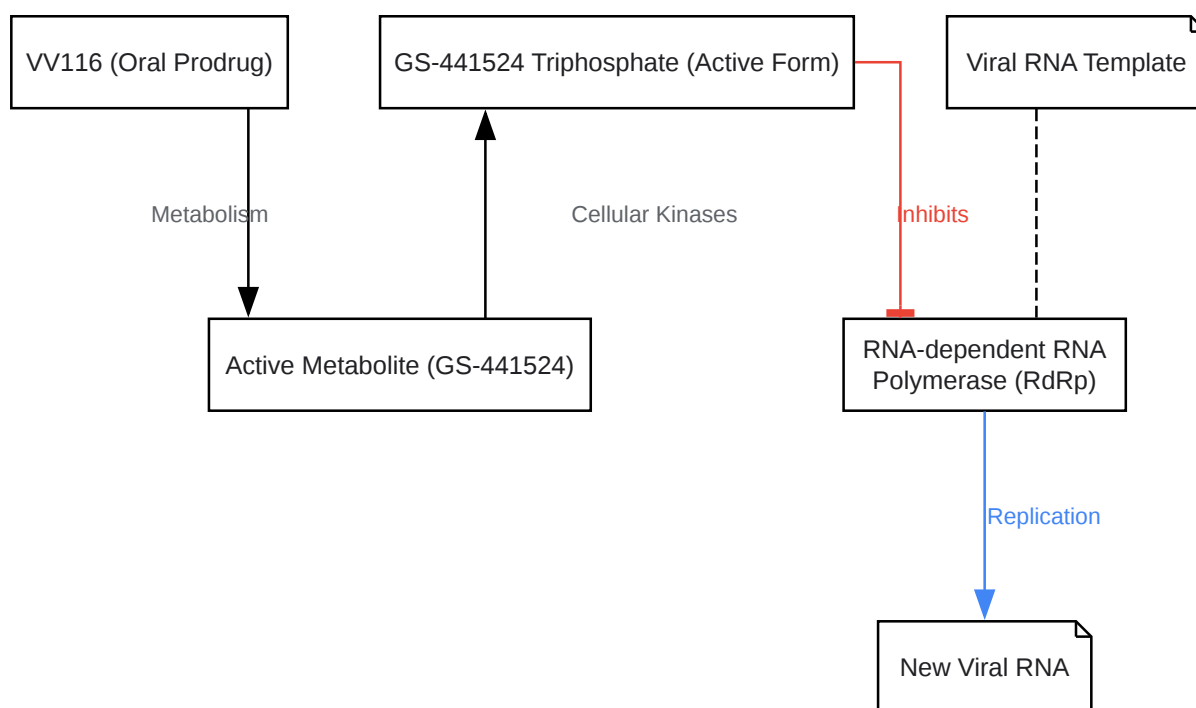 VV116 (Oral Prodrug)
GS-441524 Triphosphate (Active Form)
Viral RNA Template
Metabolism
Cellular Kinases
Inhibits
Active Metabolite (GS-441524)
RNA-dependent RNA
Polymerase (RdRp)
Replication
New Viral RNA